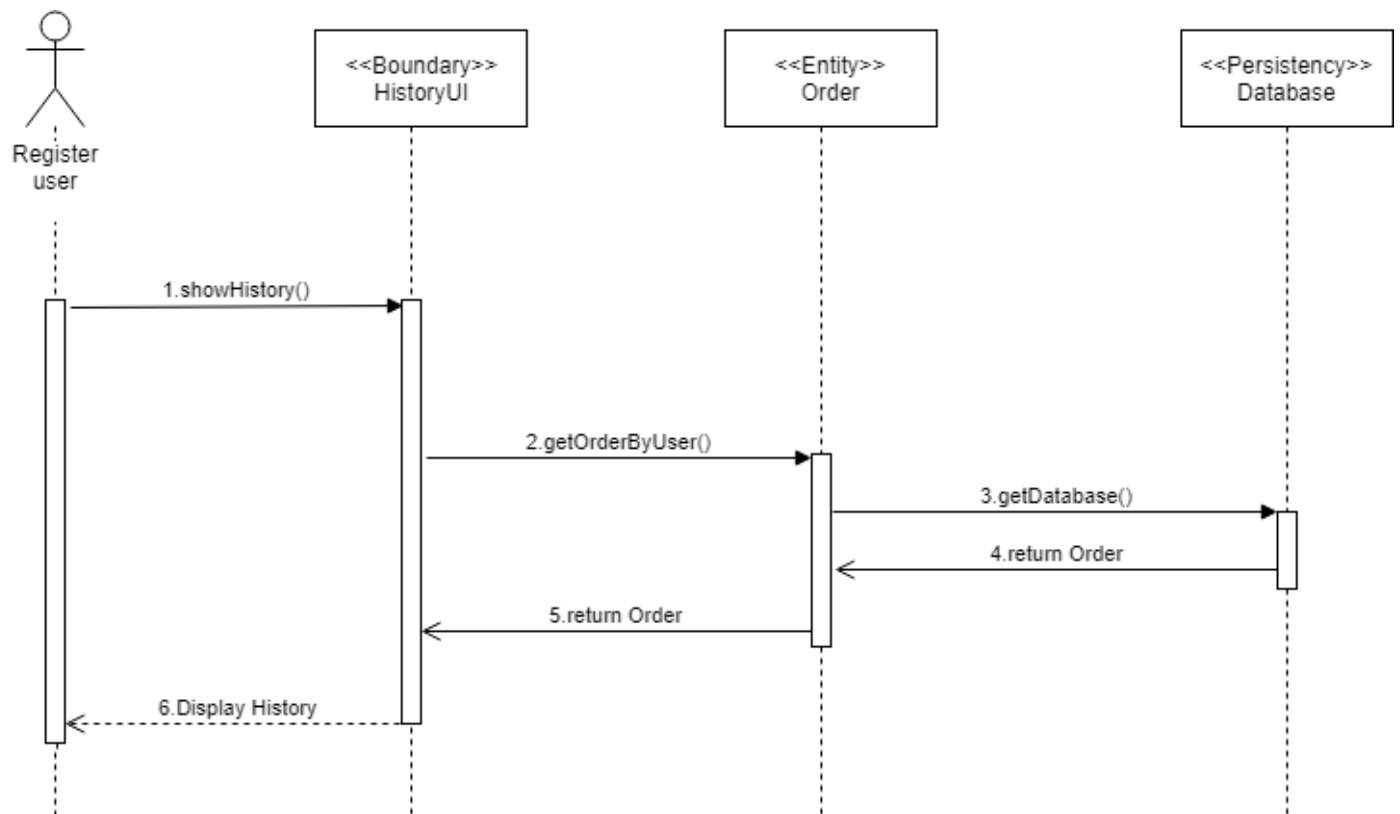 <<Boundary>>
HistoryUI
<<Entity>>
Order
<<Persistency>>
Database
Register
user
1.showHistory()
2.getOrderByUser()
3.getDatabase()
4.return Order
5.return Order
6.Display History